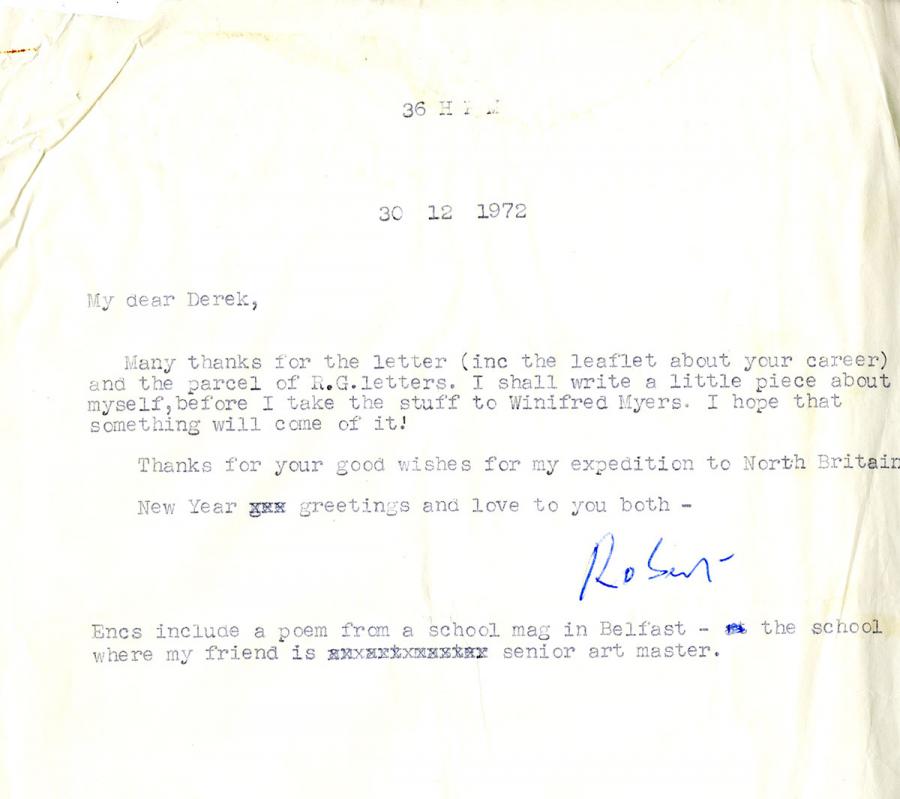 36 H P M
30 12 1972
My dear Derek,
Many thanks for the letter (inc the leaflet about your career)
and the parcel of R.G.letters. I shall write a little piece about
myself,before I take the stuff to Winifred Myers. I hope that
something will come of it!
Thanks for your good wishes for my expedition to North Britain
New Year xxx greetings and love to you both -
Robert
Encs include a poem from a school mag in Belfast - the school
where my friend is senior art master.